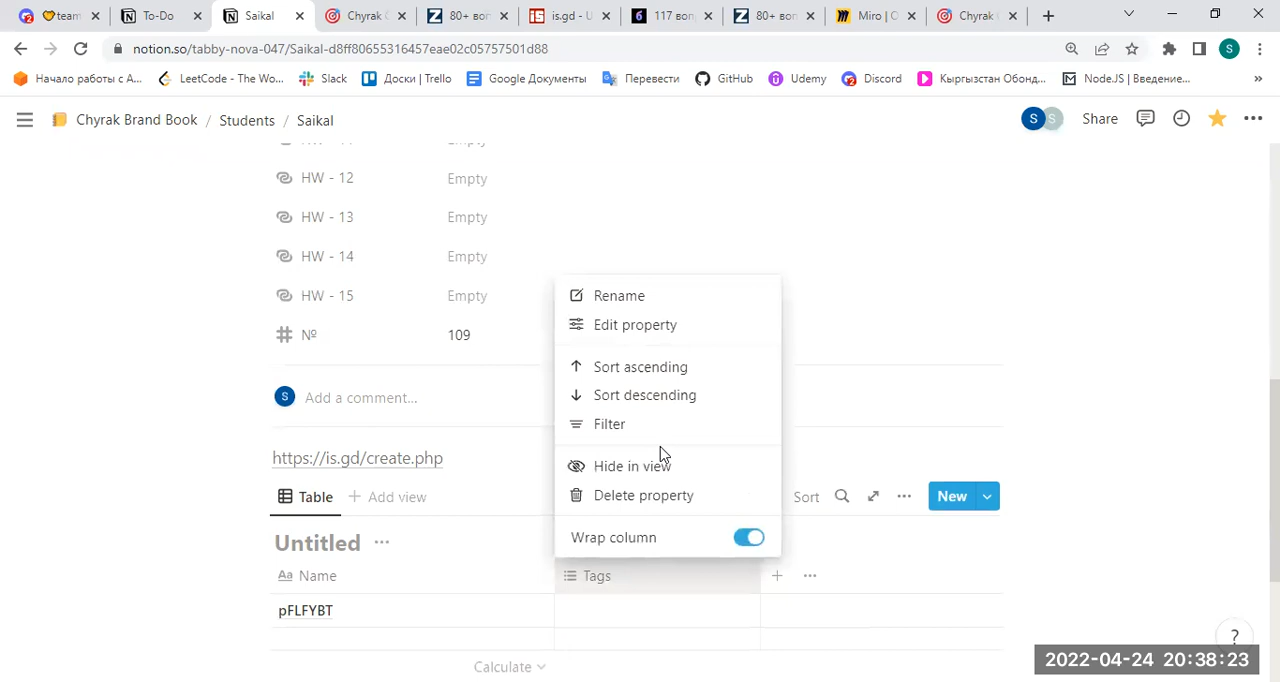 team
To-Do
Saikal
Chyrak
80+ воп
is.gd - U
117 воп
80+ воп
Miro | O
Chyrak
notion.so/tabby-nova-047/Saikal-d8ff80655316457eae02c05757501d88
S
Начало работы с A...
LeetCode - The Wo...
Slack
Доски | Trello
Google Документы
Перевести
GitHub
Udemy
Discord
Кыргызстан Обонд...
Node.JS | Введение...
»
Chyrak Brand Book / Students / Saikal
S S
Share
HW - 12 Empty
HW - 13 Empty
HW - 14 Empty
HW - 15 Empty
№ 109
S Add a comment...
https://is.gd/create.php
Table + Add view
Sort
New
Untitled
Aa Name
Tags
pFLFYBT
Calculate
Rename
Edit property
Sort ascending
Sort descending
Filter
Hide in view
Delete property
Wrap column
?
2022-04-24 20:38:23